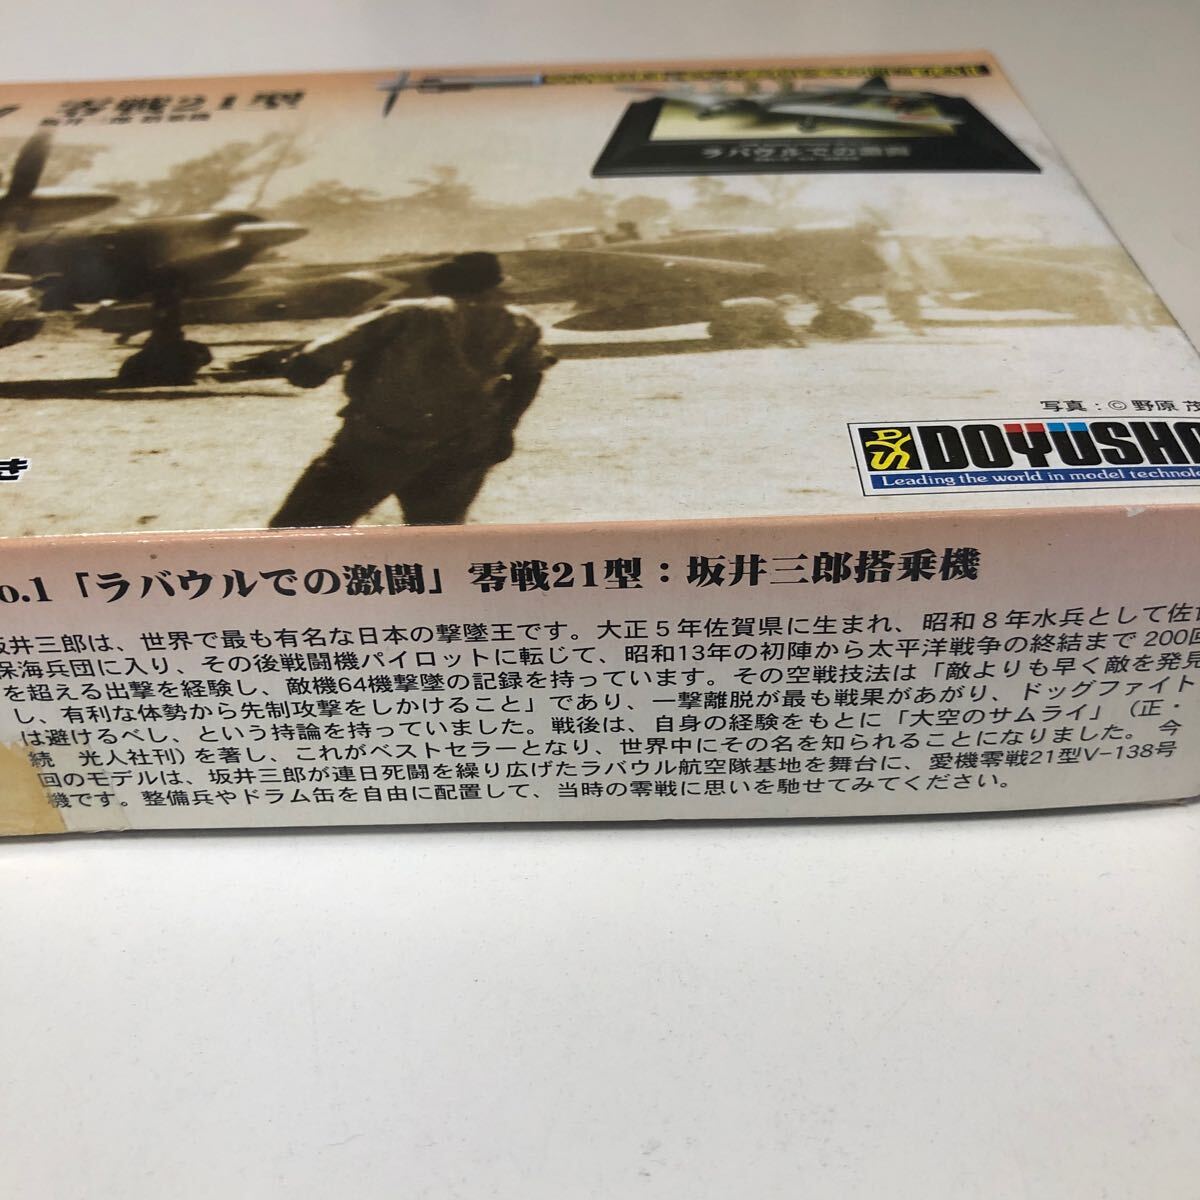 零戦21型
ラバウルでの激闘
写真：©野原 茂
DOYUSHA
Leading the world in model technolo
o.1「ラバウルでの激闘」零戦21型：坂井三郎搭乗機
坂井三郎は、世界で最も有名な日本の撃墜王です。大正5年佐賀県に生まれ、昭和8年水兵として佐世
保海兵団に入り、その後戦闘機パイロットに転じて、昭和13年の初陣から太平洋戦争の終結まで200回
を超える出撃を経験し、敵機64機撃墜の記録を持っています。その空戦技法は「敵よりも早く敵を発見
し、有利な体勢から先制攻撃をしかけること」であり、一撃離脱が最も戦果があがり、ドッグファイト
は避けるべし、という持論を持っていました。戦後は、自身の経験をもとに「大空のサムライ」（正・
続 光人社刊）を著し、これがベストセラーとなり、世界中にその名を知られることになりました。今
回のモデルは、坂井三郎が連日死闘を繰り広げたラバウル航空隊基地を舞台に、愛機零戦21型V-138号
機です。整備兵やドラム缶を自由に配置して、当時の零戦に思いを馳せてみてください。